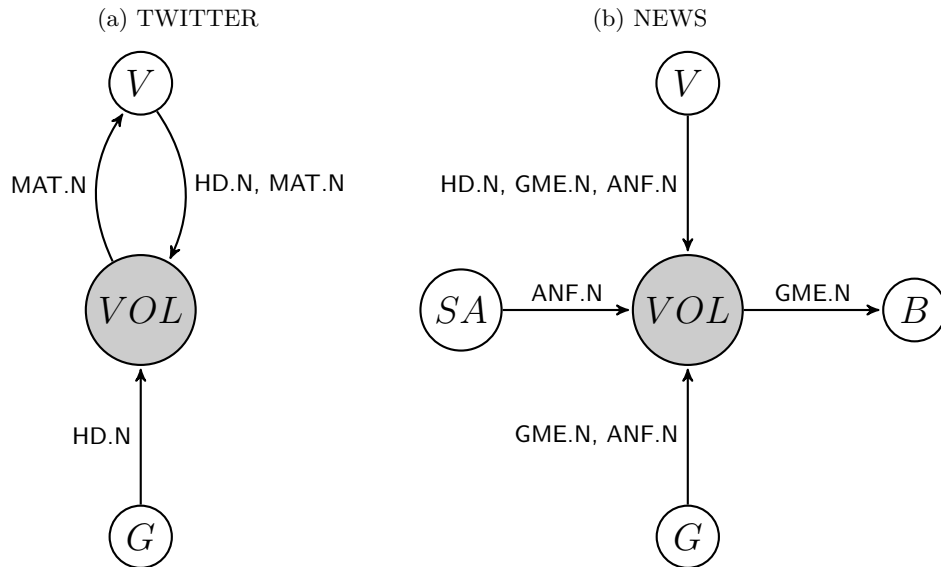 (a) TWITTER
V
MAT.N
HD.N, MAT.N
VOL
HD.N
G
(b) NEWS
V
HD.N, GME.N, ANF.N
SA
ANF.N
VOL
GME.N
B
GME.N, ANF.N
G